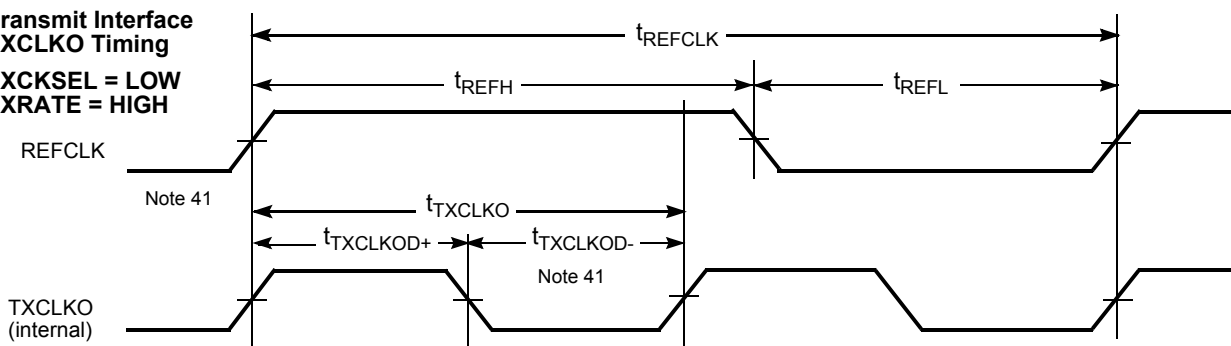 ransmit Interface
XCLKO Timing
XCKSEL = LOW
XRATE = HIGH
tREFCLK
tREFH
tREFL
REFCLK
Note 41
tTXCLKO
tTXCLKOD+
tTXCLKOD-
Note 41
TXCLKO
(internal)